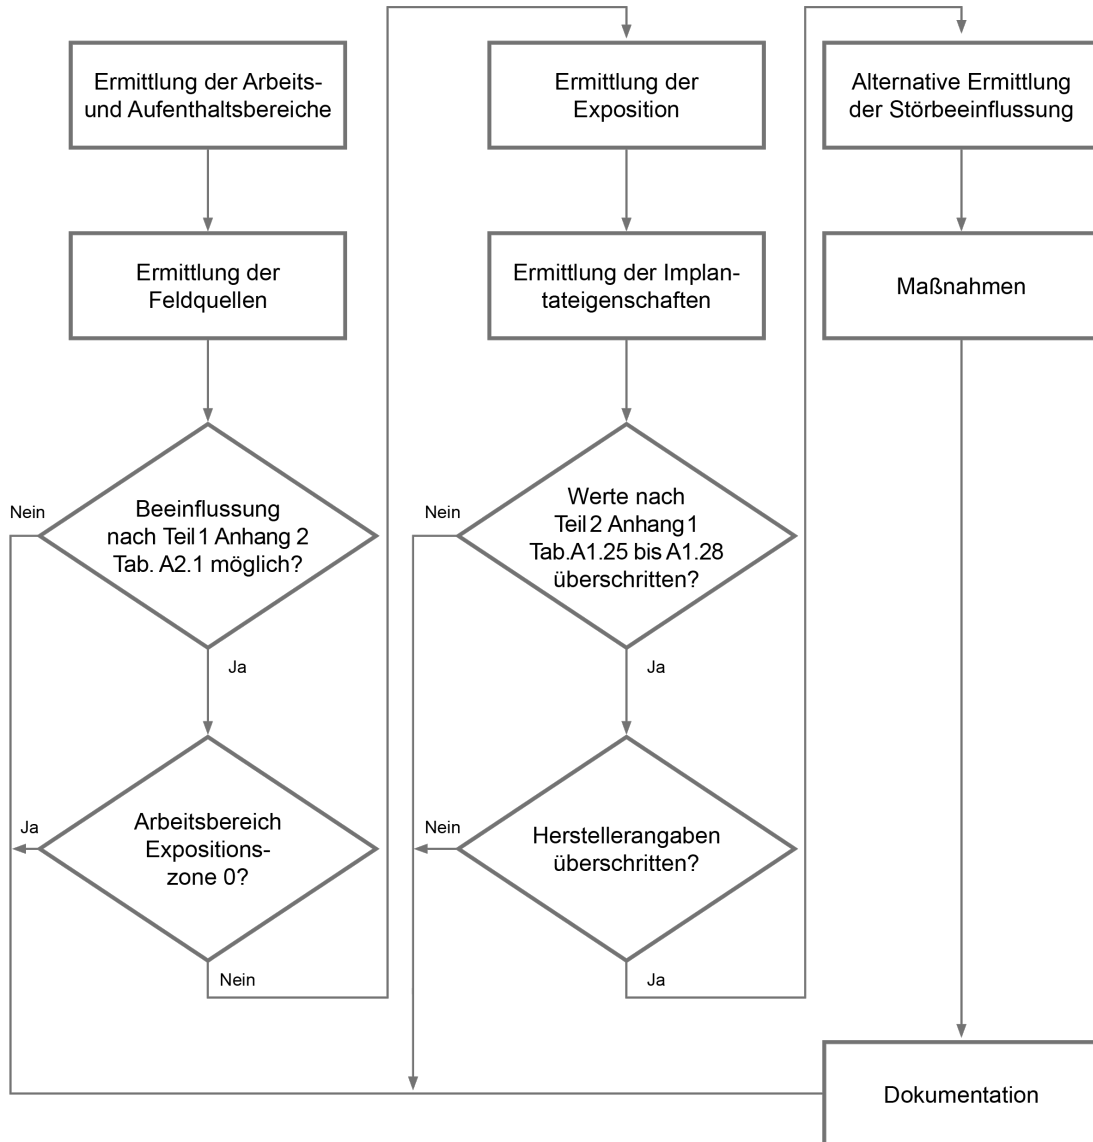 Ermittlung der Arbeits-
und Aufenthaltsbereiche
Ermittlung der
Feldquellen
Nein
Beeinflussung
nach Teil 1 Anhang 2
Tab. A2.1 möglich?
Ja
Ja
Arbeitsbereich
Expositions-
zone 0?
Nein
Ermittlung der
Exposition
Ermittlung der Implan-
tateigenschaften
Nein
Werte nach
Teil 2 Anhang 1
Tab.A1.25 bis A1.28
überschritten?
Ja
Nein
Herstellerangaben
überschritten?
Ja
Alternative Ermittlung
der Störbeeinflussung
Maßnahmen
Dokumentation